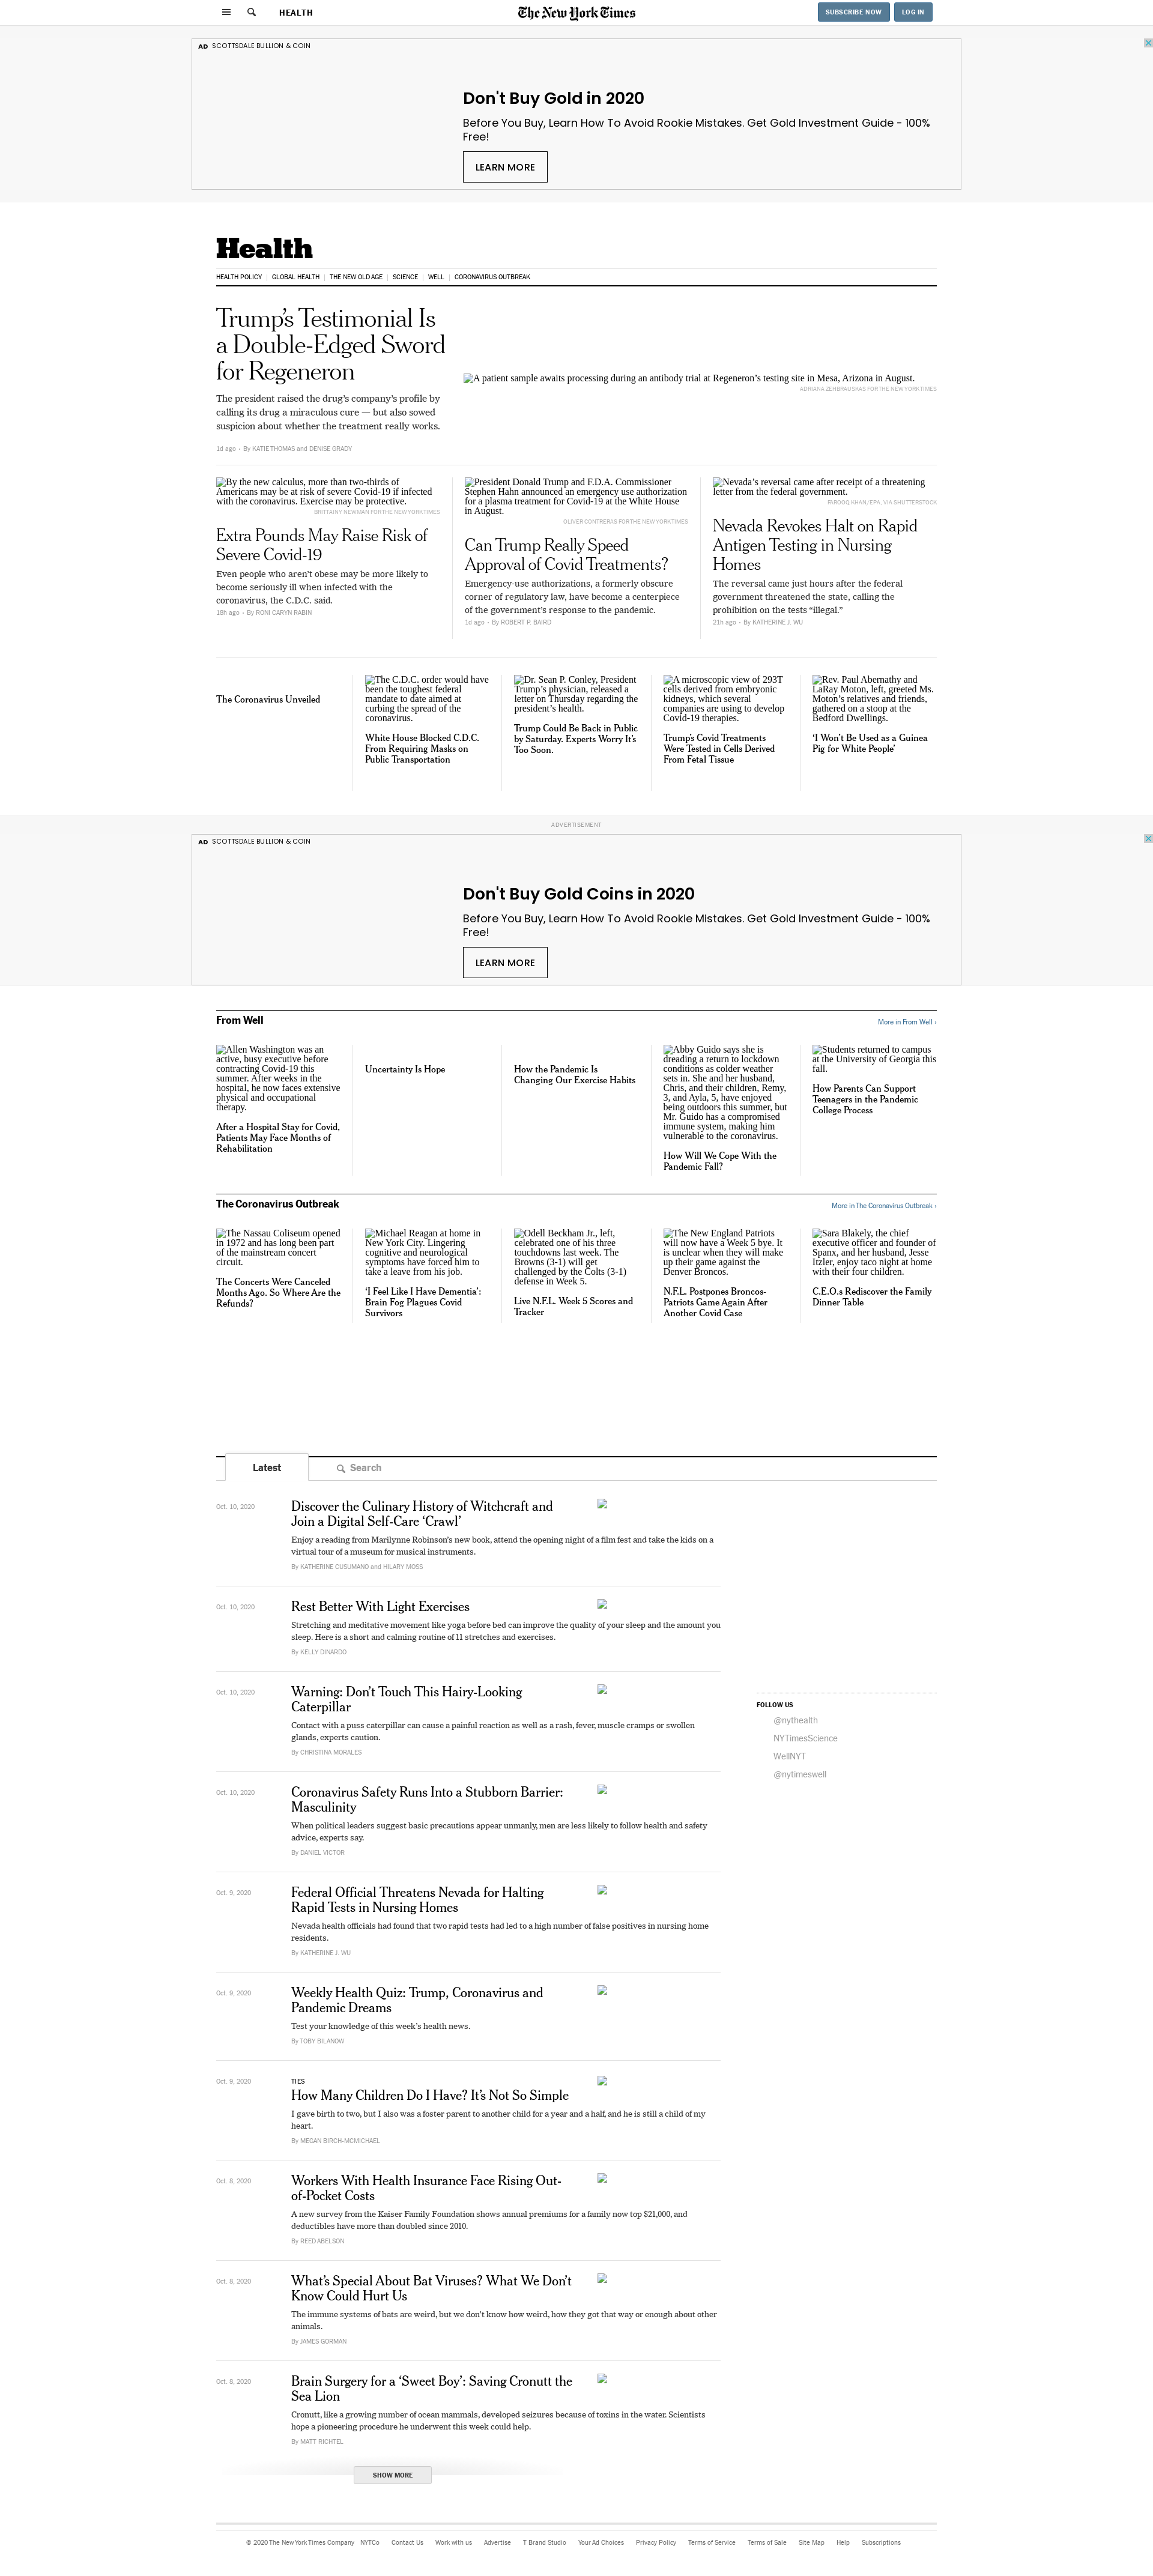 HEALTH
The New York Times
SUBSCRIBE NOW
LOG IN
AD SCOTTSDALE BULLION & COIN
Don't Buy Gold in 2020
Before You Buy, Learn How To Avoid Rookie Mistakes. Get Gold Investment Guide - 100%
Free!
LEARN MORE
Health
HEALTH POLICY | GLOBAL HEALTH | THE NEW OLD AGE | SCIENCE | WELL | CORONAVIRUS OUTBREAK
Trump’s Testimonial Is
a Double-Edged Sword
for Regeneron
The president raised the drug’s company’s profile by
calling its drug a miraculous cure — but also sowed
suspicion about whether the treatment really works.
1d ago • By KATIE THOMAS and DENISE GRADY
A patient sample awaits processing during an antibody trial at Regeneron’s testing site in Mesa, Arizona in August.
ADRIANA ZEHBRAUSKAS FOR THE NEW YORK TIMES
By the new calculus, more than two-thirds of
Americans may be at risk of severe Covid-19 if infected
with the coronavirus. Exercise may be protective.
BRITTAINY NEWMAN FOR THE NEW YORK TIMES
Extra Pounds May Raise Risk of
Severe Covid-19
Even people who aren’t obese may be more likely to
become seriously ill when infected with the
coronavirus, the C.D.C. said.
18h ago • By RONI CARYN RABIN
President Donald Trump and F.D.A. Commissioner
Stephen Hahn announced an emergency use authorization
for a plasma treatment for Covid-19 at the White House
in August.
OLIVER CONTRERAS FOR THE NEW YORK TIMES
Can Trump Really Speed
Approval of Covid Treatments?
Emergency-use authorizations, a formerly obscure
corner of regulatory law, have become a centerpiece
of the government’s response to the pandemic.
1d ago • By ROBERT P. BAIRD
Nevada’s reversal came after receipt of a threatening
letter from the federal government.
FAROOQ KHAN/EPA, VIA SHUTTERSTOCK
Nevada Revokes Halt on Rapid
Antigen Testing in Nursing
Homes
The reversal came just hours after the federal
government threatened the state, calling the
prohibition on the tests “illegal.”
21h ago • By KATHERINE J. WU
The Coronavirus Unveiled
The C.D.C. order would have
been the toughest federal
mandate to date aimed at
curbing the spread of the
coronavirus.
White House Blocked C.D.C.
From Requiring Masks on
Public Transportation
Dr. Sean P. Conley, President
Trump’s physician, released a
letter on Thursday regarding the
president’s health.
Trump Could Be Back in Public
by Saturday. Experts Worry It’s
Too Soon.
A microscopic view of 293T
cells derived from embryonic
kidneys, which several
companies are using to develop
Covid-19 therapies.
Trump’s Covid Treatments
Were Tested in Cells Derived
From Fetal Tissue
Rev. Paul Abernathy and
LaRay Moton, left, greeted Ms.
Moton’s relatives and friends,
gathered on a stoop at the
Bedford Dwellings.
‘I Won’t Be Used as a Guinea
Pig for White People’
ADVERTISEMENT
AD SCOTTSDALE BULLION & COIN
Don't Buy Gold Coins in 2020
Before You Buy, Learn How To Avoid Rookie Mistakes. Get Gold Investment Guide - 100%
Free!
LEARN MORE
From Well
More in From Well ›
Allen Washington was an
active, busy executive before
contracting Covid-19 this
summer. After weeks in the
hospital, he now faces extensive
physical and occupational
therapy.
After a Hospital Stay for Covid,
Patients May Face Months of
Rehabilitation
Uncertainty Is Hope
How the Pandemic Is
Changing Our Exercise Habits
Abby Guido says she is
dreading a return to lockdown
conditions as colder weather
sets in. She and her husband,
Chris, and their children, Remy,
3, and Ayla, 5, have enjoyed
being outdoors this summer, but
Mr. Guido has a compromised
immune system, making him
vulnerable to the coronavirus.
How Will We Cope With the
Pandemic Fall?
Students returned to campus
at the University of Georgia this
fall.
How Parents Can Support
Teenagers in the Pandemic
College Process
The Coronavirus Outbreak
More in The Coronavirus Outbreak ›
The Nassau Coliseum opened
in 1972 and has long been part
of the mainstream concert
circuit.
The Concerts Were Canceled
Months Ago. So Where Are the
Refunds?
Michael Reagan at home in
New York City. Lingering
cognitive and neurological
symptoms have forced him to
take a leave from his job.
‘I Feel Like I Have Dementia’:
Brain Fog Plagues Covid
Survivors
Odell Beckham Jr., left,
celebrated one of his three
touchdowns last week. The
Browns (3-1) will get
challenged by the Colts (3-1)
defense in Week 5.
Live N.F.L. Week 5 Scores and
Tracker
The New England Patriots
will now have a Week 5 bye. It
is unclear when they will make
up their game against the
Denver Broncos.
N.F.L. Postpones Broncos-
Patriots Game Again After
Another Covid Case
Sara Blakely, the chief
executive officer and founder of
Spanx, and her husband, Jesse
Itzler, enjoy taco night at home
with their four children.
C.E.O.s Rediscover the Family
Dinner Table
Latest
Search
Oct. 10, 2020
Discover the Culinary History of Witchcraft and
Join a Digital Self-Care ‘Crawl’
Enjoy a reading from Marilynne Robinson’s new book, attend the opening night of a film fest and take the kids on a
virtual tour of a museum for musical instruments.
By KATHERINE CUSUMANO and HILARY MOSS
Oct. 10, 2020
Rest Better With Light Exercises
Stretching and meditative movement like yoga before bed can improve the quality of your sleep and the amount you
sleep. Here is a short and calming routine of 11 stretches and exercises.
By KELLY DINARDO
Oct. 10, 2020
Warning: Don’t Touch This Hairy-Looking
Caterpillar
Contact with a puss caterpillar can cause a painful reaction as well as a rash, fever, muscle cramps or swollen
glands, experts caution.
By CHRISTINA MORALES
Oct. 10, 2020
Coronavirus Safety Runs Into a Stubborn Barrier:
Masculinity
When political leaders suggest basic precautions appear unmanly, men are less likely to follow health and safety
advice, experts say.
By DANIEL VICTOR
Oct. 9, 2020
Federal Official Threatens Nevada for Halting
Rapid Tests in Nursing Homes
Nevada health officials had found that two rapid tests had led to a high number of false positives in nursing home
residents.
By KATHERINE J. WU
Oct. 9, 2020
Weekly Health Quiz: Trump, Coronavirus and
Pandemic Dreams
Test your knowledge of this week’s health news.
By TOBY BILANOW
Oct. 9, 2020
TIES
How Many Children Do I Have? It’s Not So Simple
I gave birth to two, but I also was a foster parent to another child for a year and a half, and he is still a child of my
heart.
By MEGAN BIRCH-MCMICHAEL
Oct. 8, 2020
Workers With Health Insurance Face Rising Out-
of-Pocket Costs
A new survey from the Kaiser Family Foundation shows annual premiums for a family now top $21,000, and
deductibles have more than doubled since 2010.
By REED ABELSON
Oct. 8, 2020
What’s Special About Bat Viruses? What We Don’t
Know Could Hurt Us
The immune systems of bats are weird, but we don’t know how weird, how they got that way or enough about other
animals.
By JAMES GORMAN
Oct. 8, 2020
Brain Surgery for a ‘Sweet Boy’: Saving Cronutt the
Sea Lion
Cronutt, like a growing number of ocean mammals, developed seizures because of toxins in the water. Scientists
hope a pioneering procedure he underwent this week could help.
By MATT RICHTEL
SHOW MORE
FOLLOW US
@nythealth
NYTimesScience
WellNYT
@nytimeswell
© 2020 The New York Times Company NYTCo Contact Us Work with us Advertise T Brand Studio Your Ad Choices Privacy Policy Terms of Service Terms of Sale Site Map Help Subscriptions